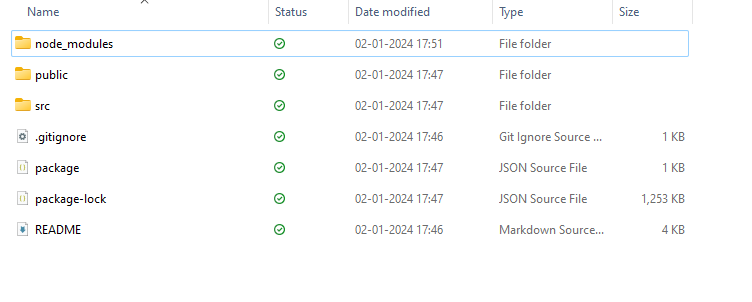 Name Status Date modified Type Size
node_modules 02-01-2024 17:51 File folder
public 02-01-2024 17:47 File folder
src 02-01-2024 17:47 File folder
.gitignore 02-01-2024 17:46 Git Ignore Source ... 1 KB
package 02-01-2024 17:47 JSON Source File 1 KB
package-lock 02-01-2024 17:47 JSON Source File 1,253 KB
README 02-01-2024 17:46 Markdown Source... 4 KB